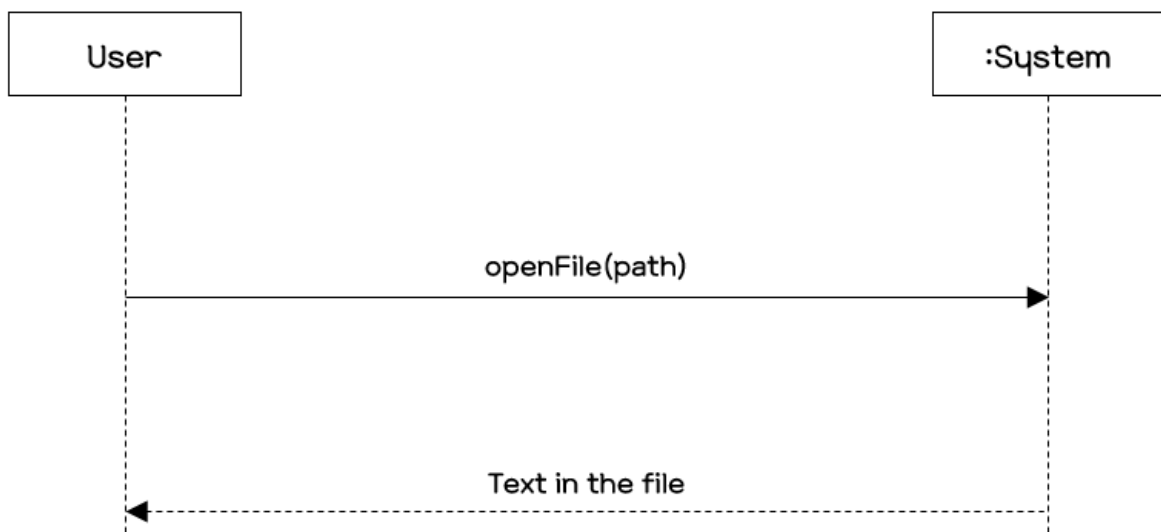 User
:System
openFile(path)
Text in the file